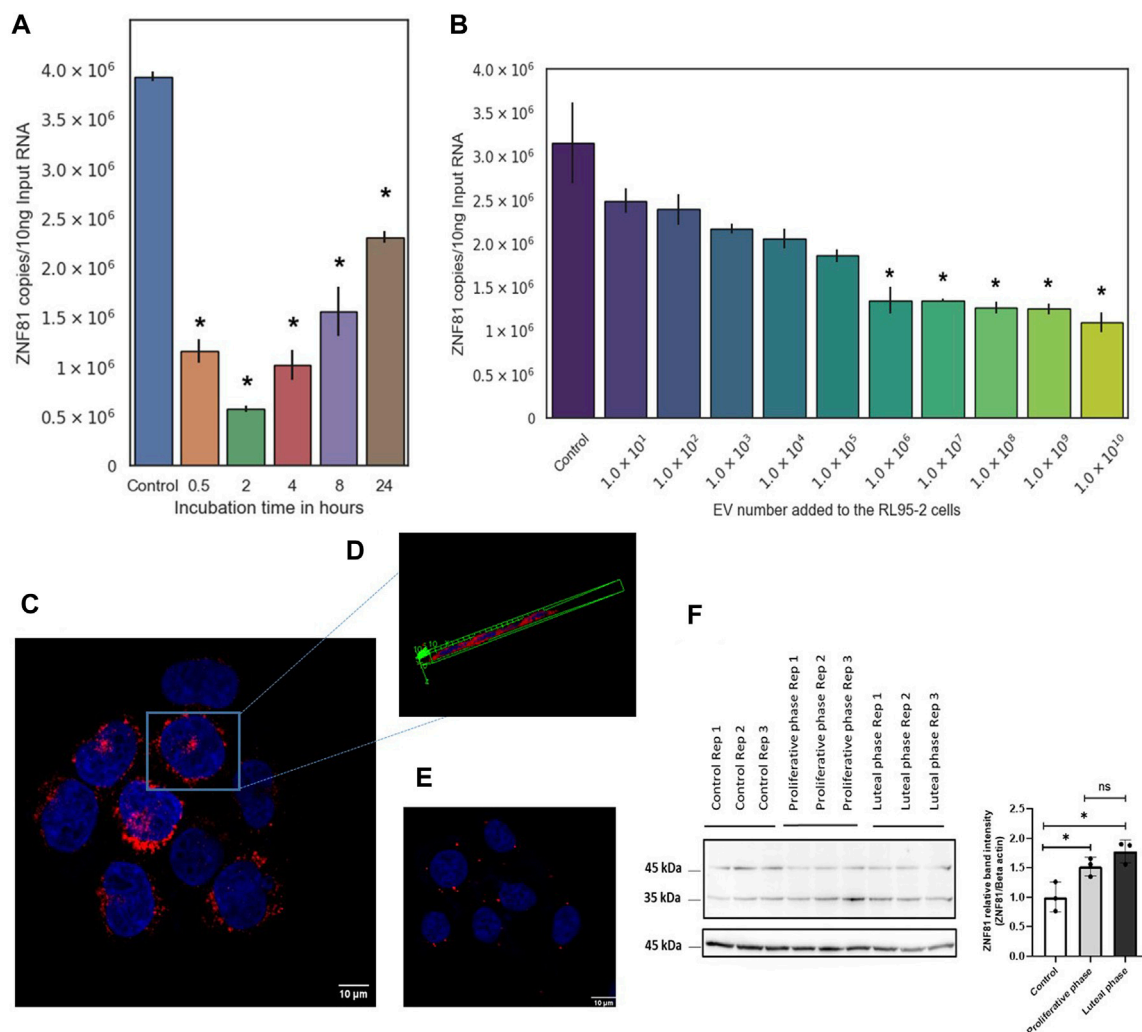 A
ZNF81 copies/10ng Input RNA
4.0 × 10⁶
3.5 × 10⁶
3.0 × 10⁶
2.5 × 10⁶
2.0 × 10⁶
1.5 × 10⁶
1 × 10⁶
0.5 × 10⁶
0
*
*
*
*
*
Control 0.5 2 4 8 24
Incubation time in hours
B
ZNF81 copies/10ng Input RNA
4.0 × 10⁶
3.5 × 10⁶
3.0 × 10⁶
2.5 × 10⁶
2.0 × 10⁶
1.5 × 10⁶
1 × 10⁶
0.5 × 10⁶
0
* * * * *
Control 1.0 × 10¹ 1.0 × 10² 1.0 × 10³ 1.0 × 10⁴ 1.0 × 10⁵ 1.0 × 10⁶ 1.0 × 10⁷ 1.0 × 10⁸ 1.0 × 10⁹ 1.0 × 10¹⁰
EV number added to the RL95-2 cells
C
10 µm
D
E
10 µm
F
Control Rep 1
Control Rep 2
Control Rep 3
Proliferative phase Rep 1
Proliferative phase Rep 2
Proliferative phase Rep 3
Luteal phase Rep 1
Luteal phase Rep 2
Luteal phase Rep 3
45 kDa
35 kDa
45 kDa
ZNF81 relative band intensity
(ZNF81/Beta actin)
2.5
2.0
1.5
1.0
0.5
0.0
ns
*
*
Control
Proliferative phase
Luteal phase